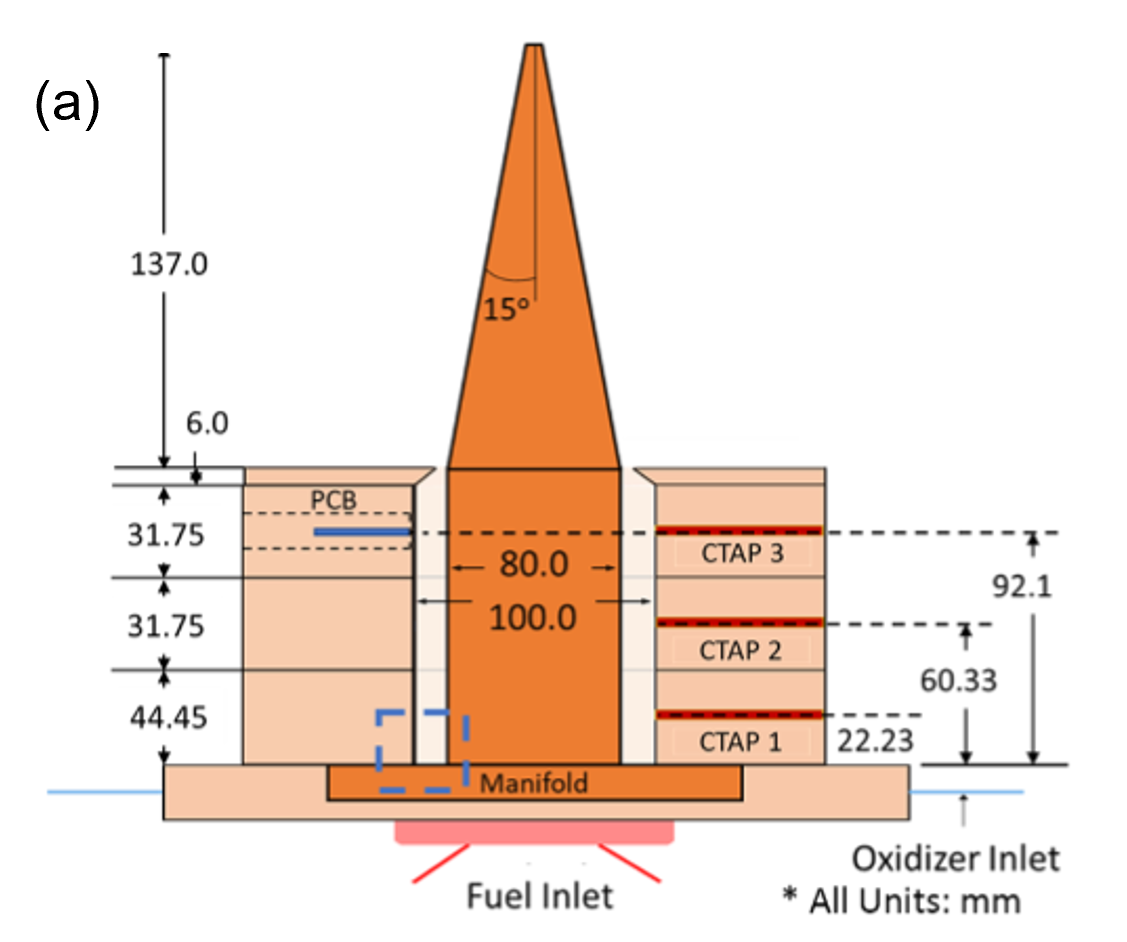 (a)
137.0
15°
6.0
PCB
31.75
80.0
CTAP 3
92.1
100.0
31.75
CTAP 2
60.33
44.45
CTAP 1
22.23
Manifold
Oxidizer Inlet
Fuel Inlet
* All Units: mm